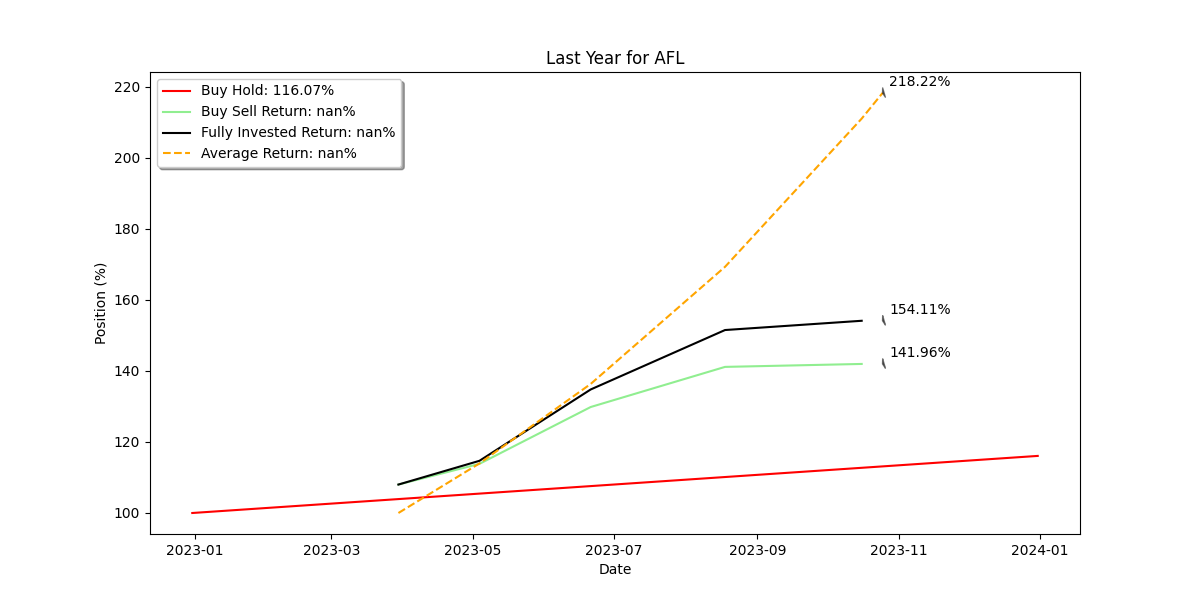 Last Year for AFL
Buy Hold: 116.07%
Buy Sell Return: nan%
Fully Invested Return: nan%
Average Return: nan%
218.22%
154.11%
141.96%
Position (%)
220
200
180
160
140
120
100
2023-01 2023-03 2023-05 2023-07 2023-09 2023-11 2024-01
Date